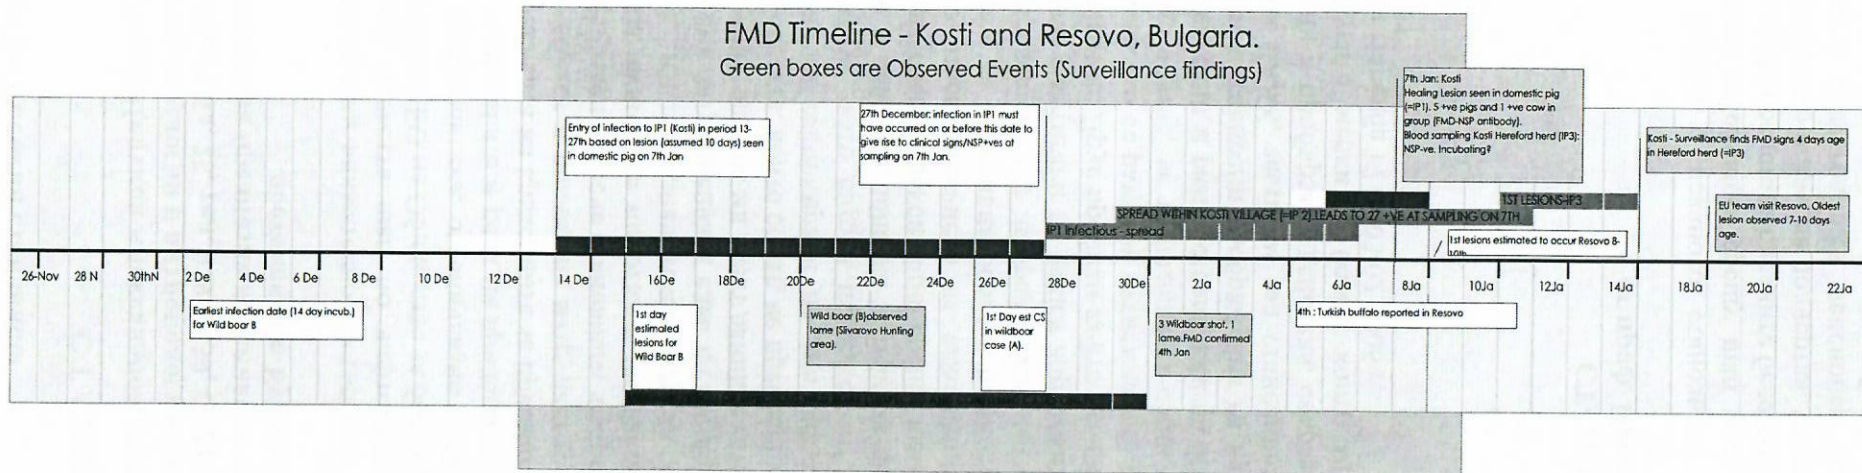 FMD Timeline - Kosti and Resovo, Bulgaria.
Green boxes are Observed Events (Surveillance findings)
Entry of infection to IP1 (Kosti) in period 13-
27th based on lesion (assumed 10 days) seen
in domestic pig on 7th Jan
27th December: infection in IP1 must
have occurred on or before this date to
give rise to clinical signs/NSP+ves at
sampling on 7th Jan.
7th Jan: Kosti
Healing Lesion seen in domestic pig
(=IP1). 5 +ve pigs and 1 +ve cow in
group (FMD-NSP antibody).
Blood sampling Kosti Hereford herd (IP3):
NSP-ve. Incubating?
Kosti - Surveillance finds FMD signs 4 days age
in Hereford herd (=IP3)
EU team visit Resovo. Oldest
lesion observed 7-10 days
age.
1ST LESIONS-IP3
SPREAD WITHIN KOSTI VILLAGE (=IP 2).LEADS TO 27 +VE AT SAMPLING ON 7TH
IP1 Infectious - spread
1st lesions estimated to occur Resovo 8-
10th
26-Nov 28 N 30thN 2 De 4 De 6 De 8 De 10 De 12 De 14 De 16De 18De 20De 22De 24De 26De 28De 30De 2Ja 4Ja 6Ja 8Ja 10Ja 12Ja 14Ja 16Ja 18Ja 20Ja 22Ja
Earliest infection date (14 day incub.)
for Wild boar B
1st day
estimated
lesions for
Wild Boar B
Wild boar (B)observed
lame (Slivarovo Hunting
area).
1st Day est CS
in wildboar
case (A).
3 Wildboar shot. 1
lame.FMD confirmed
4th Jan
4th : Turkish buffalo reported in Resovo